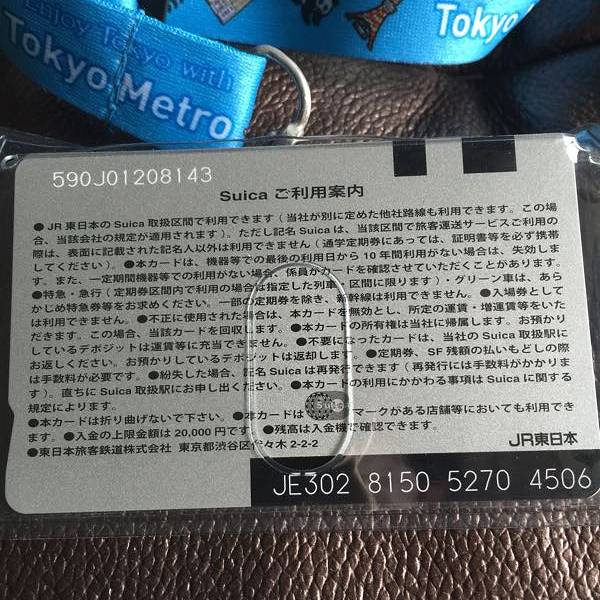 Enjoy Tokyo with
Tokyo Metro
Tokyo Me
590J01208143
Suica ご利用案内
●JR東日本のSuica取扱区間で利用できます(当社が別に定めた他社路線も利用できます。この場
合、当該会社の規定が適用されます)。ただし記名Suicaは、当該区間で旅客運送サービスご利用の
際は、表面に記載された記名人以外は利用できません(通学定期券にあっては、証明書等を必ず携帯
してください)。●本カードは、機器等での最後の利用日から10年間利用がない場合は、失効しま
す。また、一定期間機器等での利用がない場合、係員がカードを確認させていただくことがあります。
●特急・急行(定期券区間内で利用の場合は指定した列車、区間に限ります)・グリーン車は、あら
かじめ特急券等をお求めください。一部の定期券を除き、新幹線は利用できません。●入場券として
は利用できません。●不正に使用された場合は、本カードを無効とし、所定の運賃・増運賃等をいた
だきます。この場合、当該カードを回収します。●本カードの所有権は当社に帰属します。お預かり
しているデポジットは運賃等に充当できません。●不要になったカードは、当社のSuica取扱駅に
お返しください。お預かりしているデポジットは返却します。●定期券、SF残額の払いもどしの際
は手数料が必要です。●紛失した場合、記名Suicaは再発行できます(再発行には手数料がかかりま
す)。直ちにSuica取扱駅にお申し出ください。●本カードの利用にかかわる事項はSuicaに関する
規定によります。
●本カードは折り曲げないで下さい。●本カードは マークがある店舗等においても利用でき
ます。●入金の上限金額は20,000円です。●残高は入金機で確認できます。
●東日本旅客鉄道株式会社 東京都渋谷区代々木2-2-2
JR東日本
JE302 8150 5270 4506